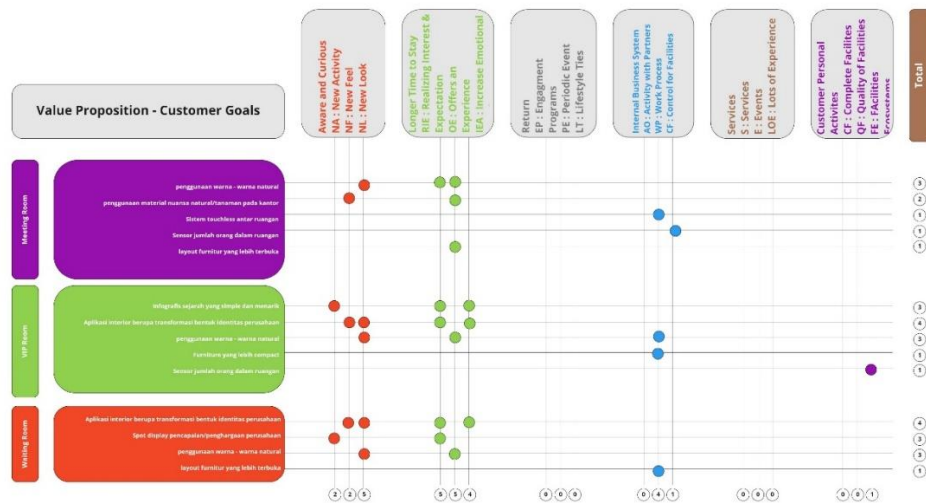 Value Proposition - Customer Goals
Aware and Curious
NA : New Activity
NF : New Feel
NL : New Look
Longer Time to Stay
RIE : Realizing Interest &
Expectation
OE : Offers an
Experience
IEA : Increase Emotional
Return
EP : Engagement
Programs
PE : Periodic Event
LT : Lifestyle Ties
Internal Business System
AO : Activity with Partners
WP : Work Process
CF : Control for Facilities
Services
S : Services
E : Events
LOE : Lots of Experience
Customer Personal
Activites
CF : Complete Facilites
QF : Quality of Facilities
FE : Facilities
Total
Meeting Room
penggunaan warna - warna natural
3
penggunaan material nuansa natural/tanaman pada kantor
2
Sistem touchless antar ruangan
1
Sensor jumlah orang dalam ruangan
1
layout furnitur yang lebih terbuka
1
VIP Room
Infografis sejarah yang simple dan menarik
3
Aplikasi interior berupa transformasi bentuk identitas perusahaan
4
penggunaan warna - warna natural
3
Furniture yang lebih compact
1
Sensor jumlah orang dalam ruangan
1
Waiting Room
Aplikasi interior berupa transformasi bentuk identitas perusahaan
4
Spot display pencapaian/penghargaan perusahaan
3
penggunaan warna - warna natural
3
layout furnitur yang lebih terbuka
1
2 2 5 5 5 4 0 0 0 0 4 1 0 0 0 0 0 1